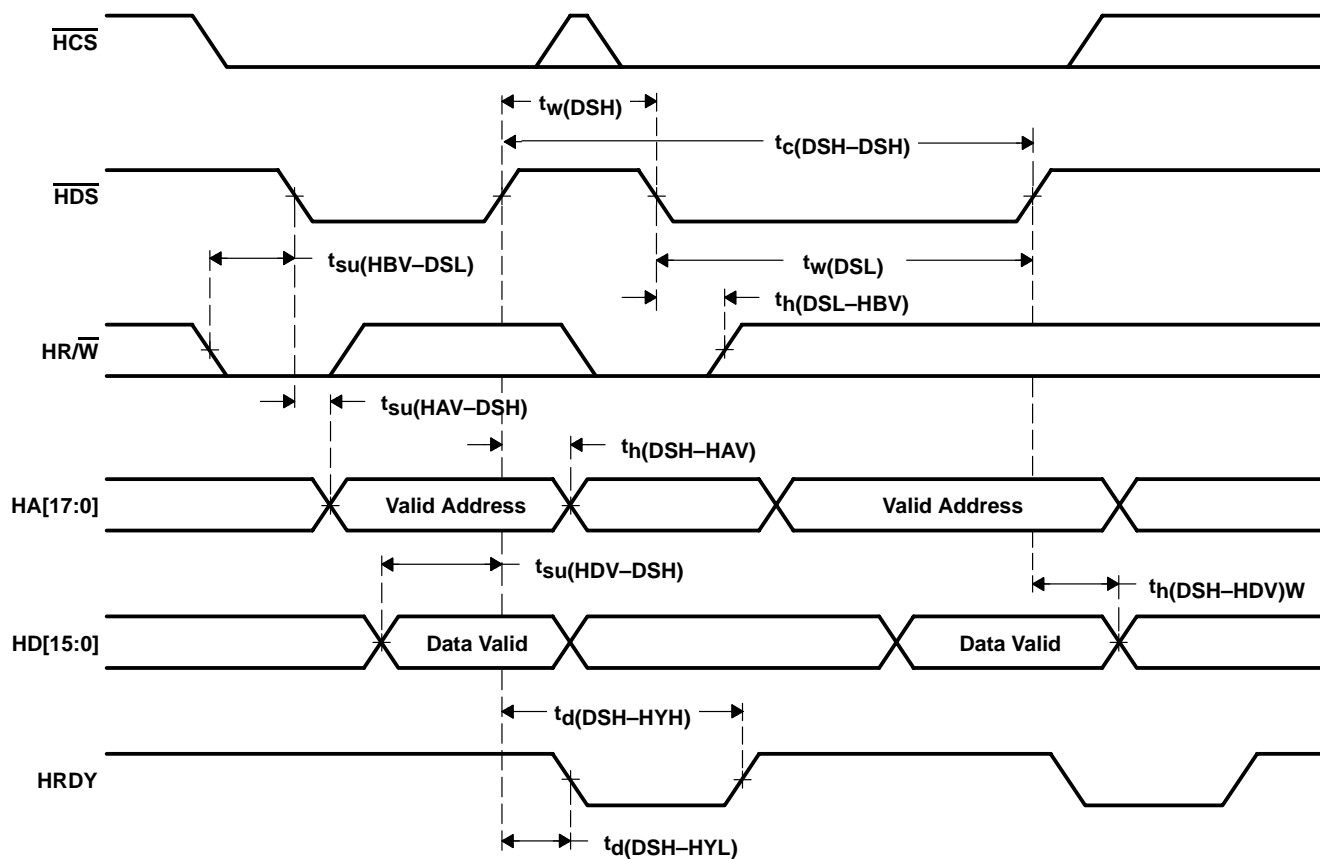 HCS
tw(DSH)
tc(DSH–DSH)
HDS
tsu(HBV–DSL)
tw(DSL)
th(DSL–HBV)
HR/W
tsu(HAV–DSH)
th(DSH–HAV)
HA[17:0]
Valid Address
Valid Address
tsu(HDV–DSH)
th(DSH–HDV)W
HD[15:0]
Data Valid
Data Valid
td(DSH–HYH)
HRDY
td(DSH–HYL)